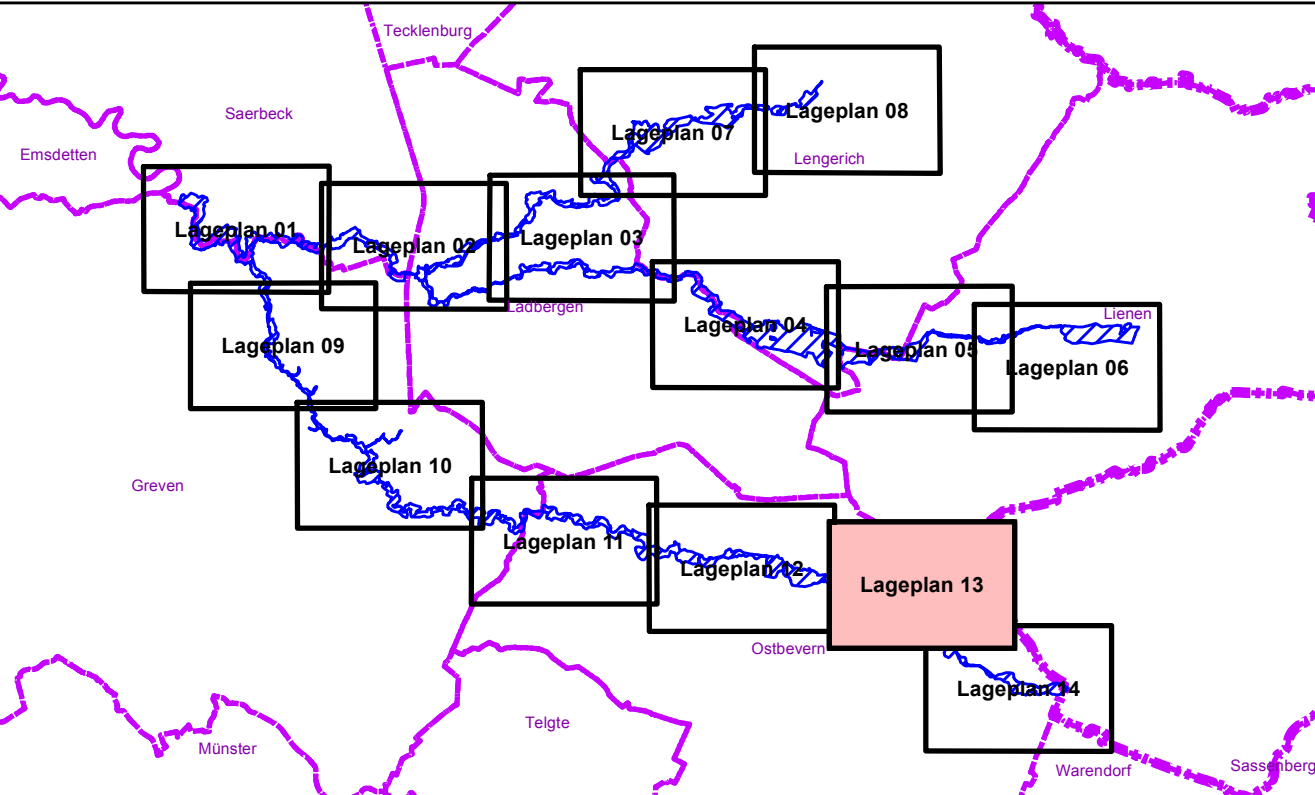 Tecklenburg
Saerbeck
Emsdetten
Lageplan 08
Lageplan 07
Lengerich
Lageplan 01
Lageplan 02
Lageplan 03
Ladbergen
Lageplan 04
Lienen
Lageplan 09
Lageplan 05
Lageplan 06
Lageplan 10
Greven
Lageplan 11
Lageplan 12
Lageplan 13
Ostbevern
Lageplan 14
Telgte
Münster
Warendorf
Sassenberg